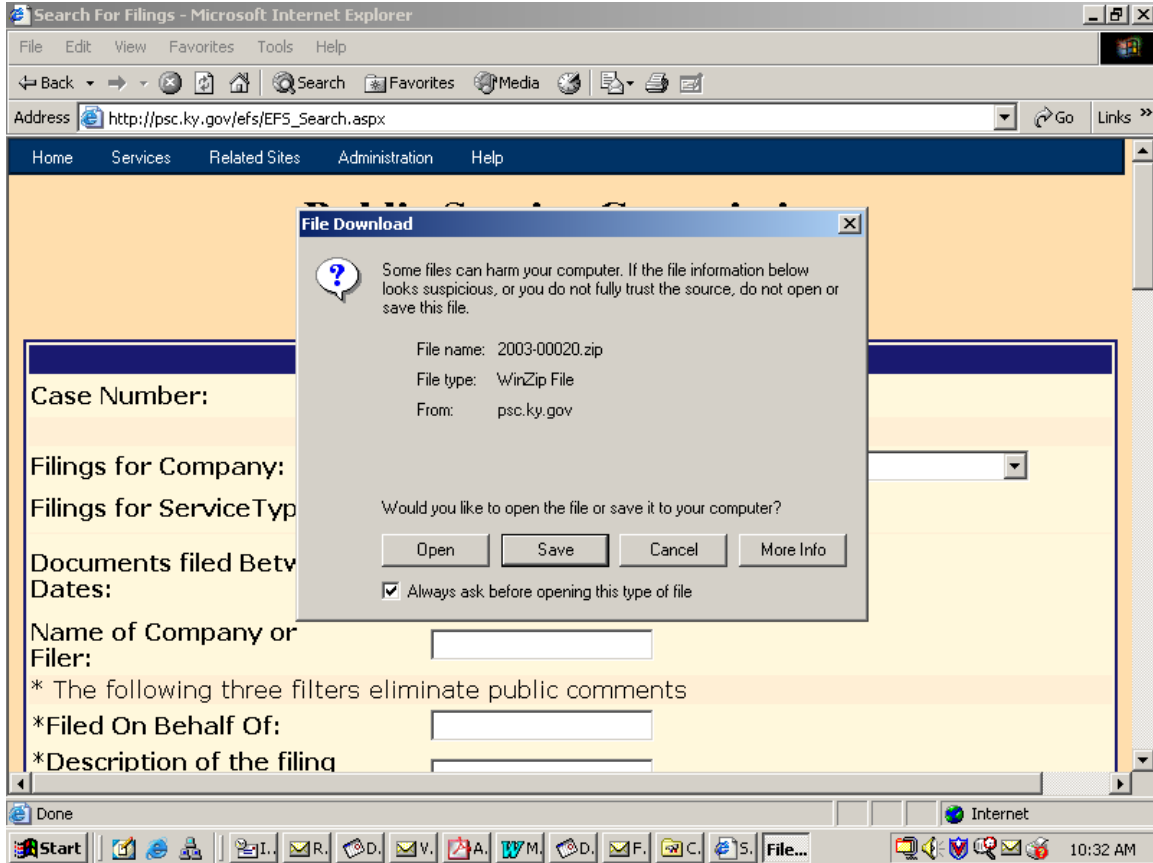 Search For Filings - Microsoft Internet Explorer
File Edit View Favorites Tools Help
Back Search Favorites Media
Address http://psc.ky.gov/efs/EFS_Search.aspx Go Links »
Home Services Related Sites Administration Help
File Download
Some files can harm your computer. If the file information below
looks suspicious, or you do not fully trust the source, do not open or
save this file.
File name: 2003-00020.zip
File type: WinZip File
From: psc.ky.gov
Would you like to open the file or save it to your computer?
Open Save Cancel More Info
Always ask before opening this type of file
Case Number:
Filings for Company:
Filings for ServiceTyp
Documents filed Betw
Dates:
Name of Company or
Filer:
* The following three filters eliminate public comments
*Filed On Behalf Of:
*Description of the filing
Done Internet
Start I.. R. D. V. A. W M. D. F. C. S. File... 10:32 AM